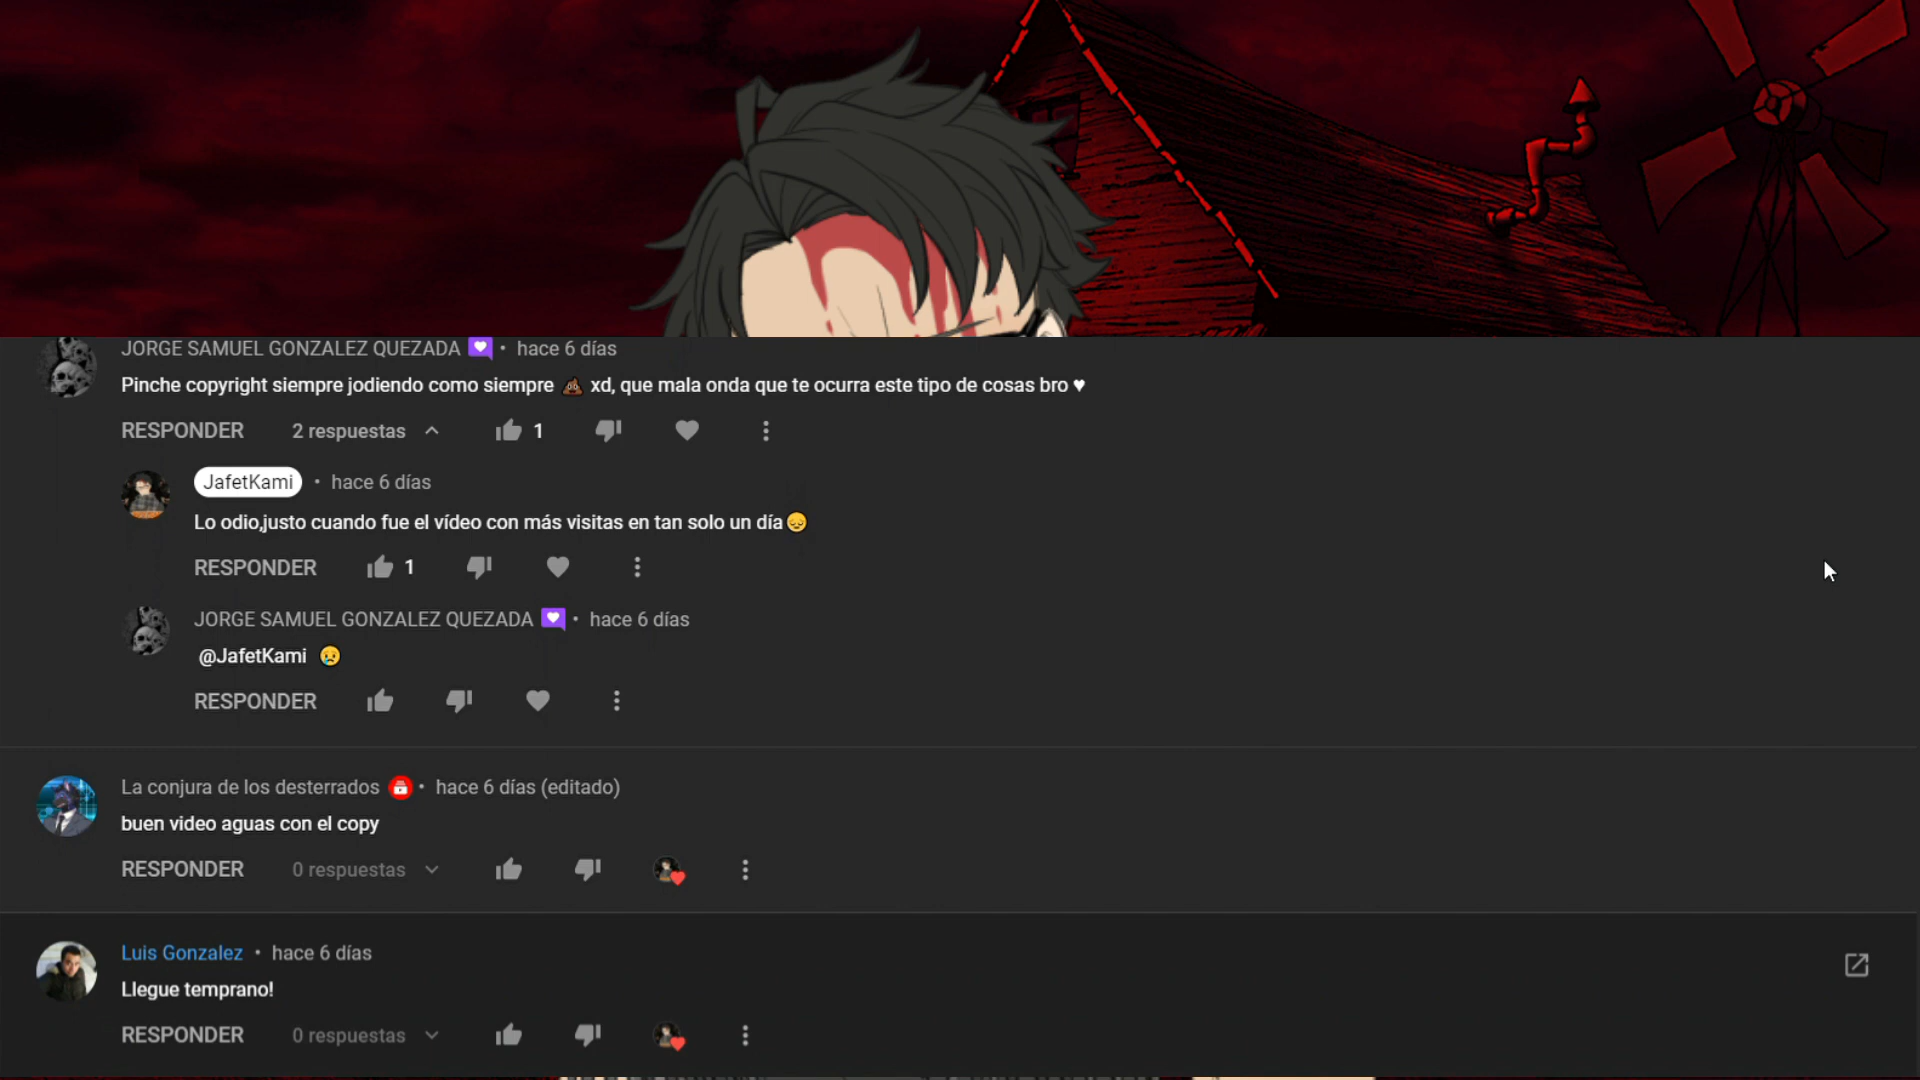 JORGE SAMUEL GONZALEZ QUEZADA • hace 6 días
Pinche copyright siempre jodiendo como siempre 💩 xd, que mala onda que te ocurra este tipo de cosas bro ♥
RESPONDER 2 respuestas 1
JafetKami • hace 6 días
Lo odio,justo cuando fue el vídeo con más visitas en tan solo un día😔
RESPONDER 1
JORGE SAMUEL GONZALEZ QUEZADA • hace 6 días
@JafetKami 😢
RESPONDER
La conjura de los desterrados • hace 6 días (editado)
buen video aguas con el copy
RESPONDER 0 respuestas
Luis Gonzalez • hace 6 días
Llegue temprano!
RESPONDER 0 respuestas